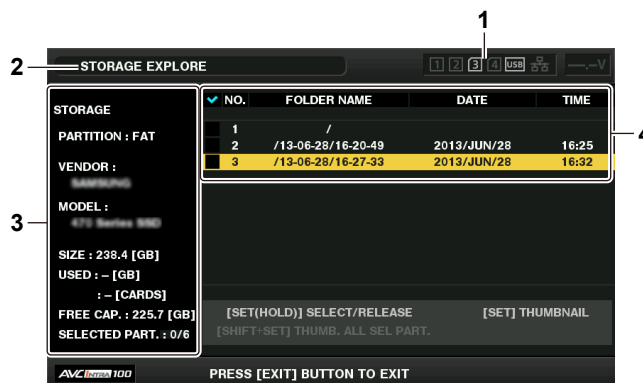 1
2 STORAGE EXPLORE 1 2 3 4 USB --.-V
STORAGE
PARTITION : FAT
VENDOR :
SAMSUNG
MODEL :
470 Series SSD
SIZE : 238.4 [GB]
USED : – [GB]
: – [CARDS]
FREE CAP. : 225.7 [GB]
SELECTED PART. : 0/6
3
NO. FOLDER NAME DATE TIME
1 /
2 /13-06-28/16-20-49 2013/JUN/28 16:25
3 /13-06-28/16-27-33 2013/JUN/28 16:32
4
[SET(HOLD)] SELECT/RELEASE [SET] THUMBNAIL
[SHIFT+SET] THUMB. ALL SEL PART.
AVC INTRA 100 PRESS [EXIT] BUTTON TO EXIT